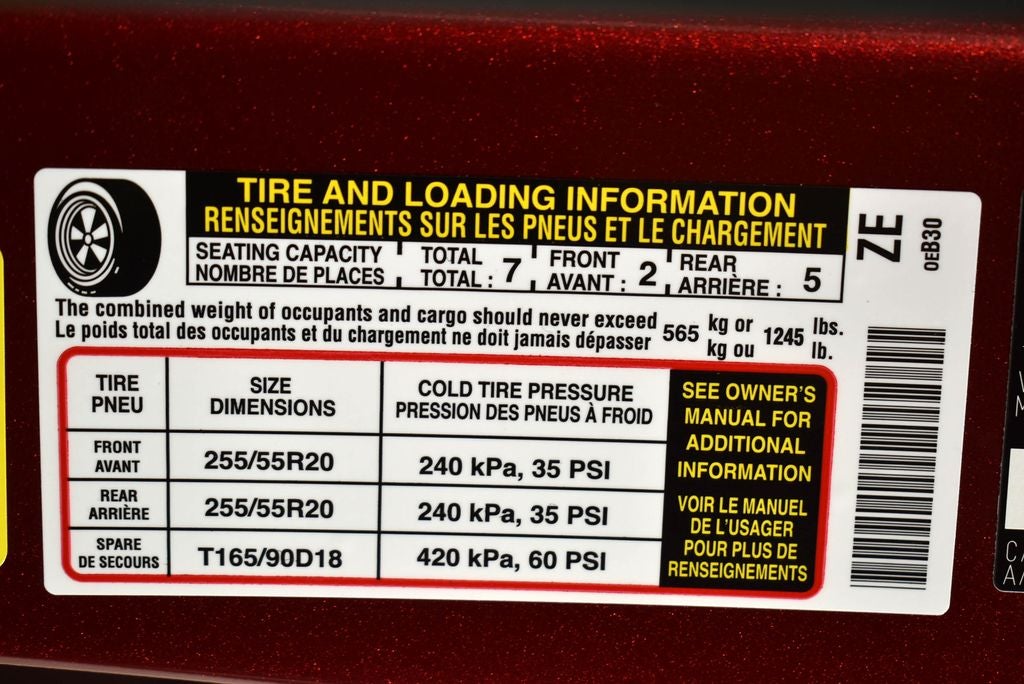 TIRE AND LOADING INFORMATION
RENSEIGNEMENTS SUR LES PNEUS ET LE CHARGEMENT
SEATING CAPACITY TOTAL FRONT REAR
NOMBRE DE PLACES TOTAL : 7 AVANT : 2 ARRIÈRE : 5
The combined weight of occupants and cargo should never exceed 565 kg or 1245 lbs.
Le poids total des occupants et du chargement ne doit jamais dépasser kg ou lb.
TIRE
PNEU
SIZE
DIMENSIONS
COLD TIRE PRESSURE
PRESSION DES PNEUS À FROID
FRONT
AVANT
255/55R20
240 kPa, 35 PSI
REAR
ARRIÈRE
255/55R20
240 kPa, 35 PSI
SPARE
DE SECOURS
T165/90D18
420 kPa, 60 PSI
SEE OWNER'S
MANUAL FOR
ADDITIONAL
INFORMATION
VOIR LE MANUEL
DE L'USAGER
POUR PLUS DE
RENSEIGNEMENTS
ZE
0EB30